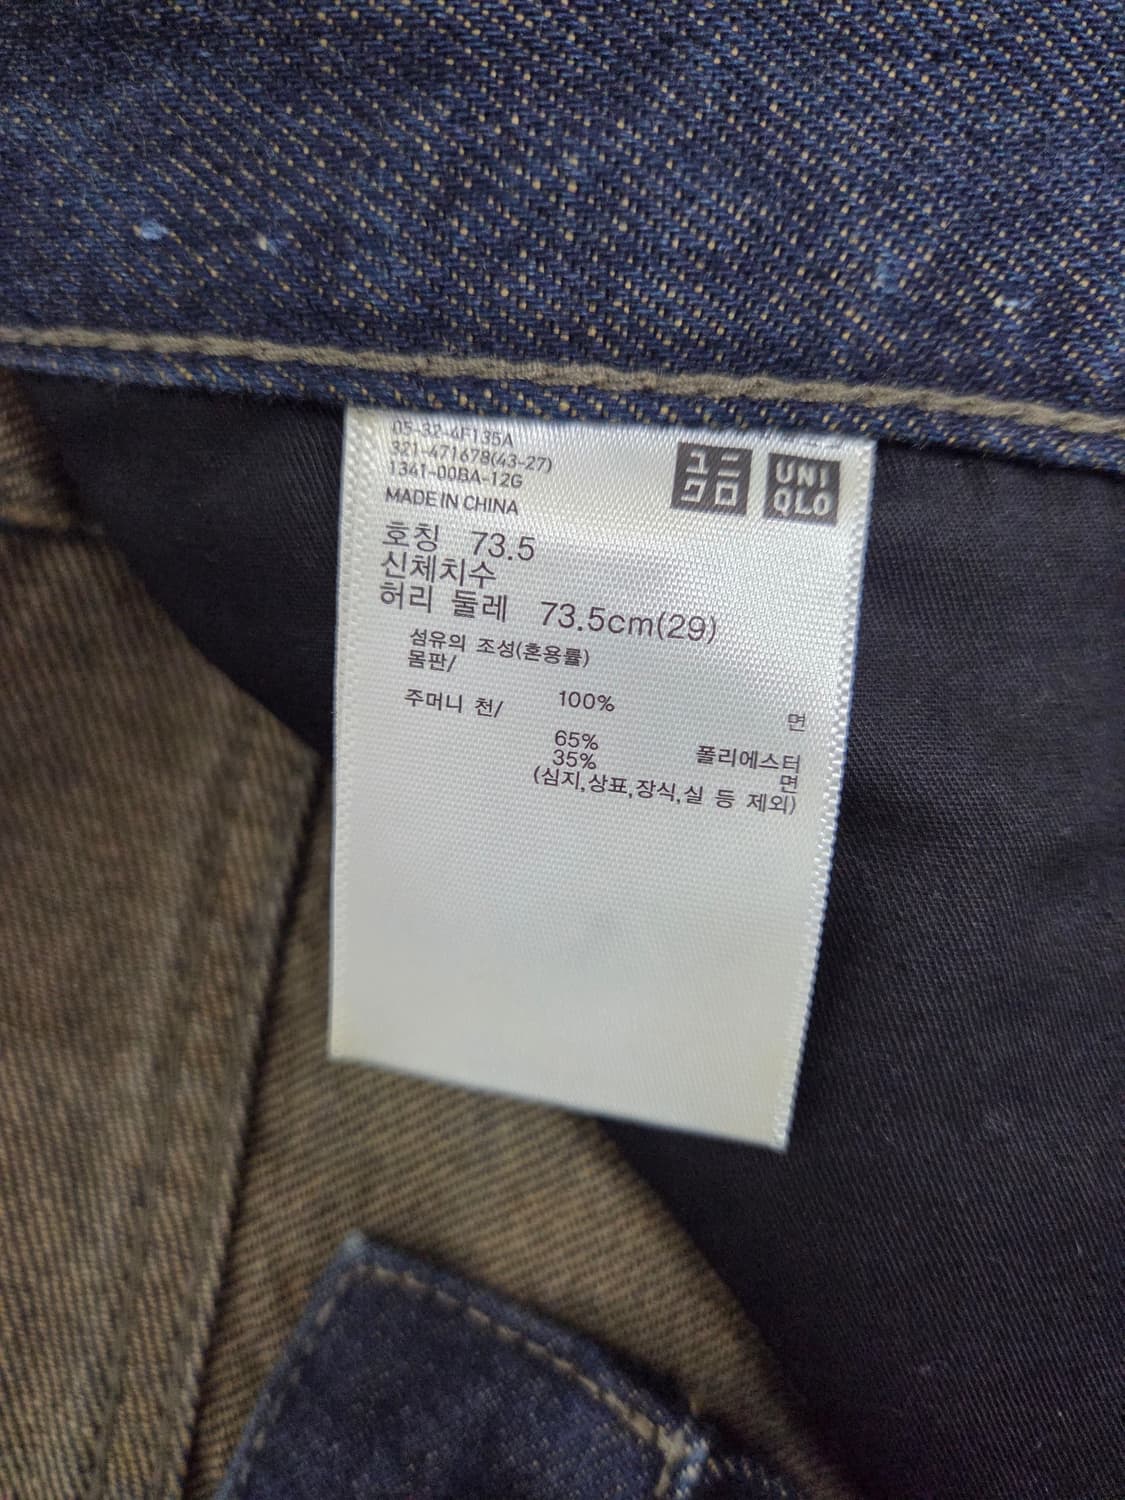 05-32-4F135A
321-471678(43-27)
1341-00BA-12G
MADE IN CHINA
ユニ
クロ
UNI
QLO
호칭 73.5
신체치수
허리 둘레 73.5cm(29)
섬유의 조성(혼용률)
몸판/
100% 면
주머니 천/
65% 폴리에스터
35% 면
(심지,상표,장식,실 등 제외)